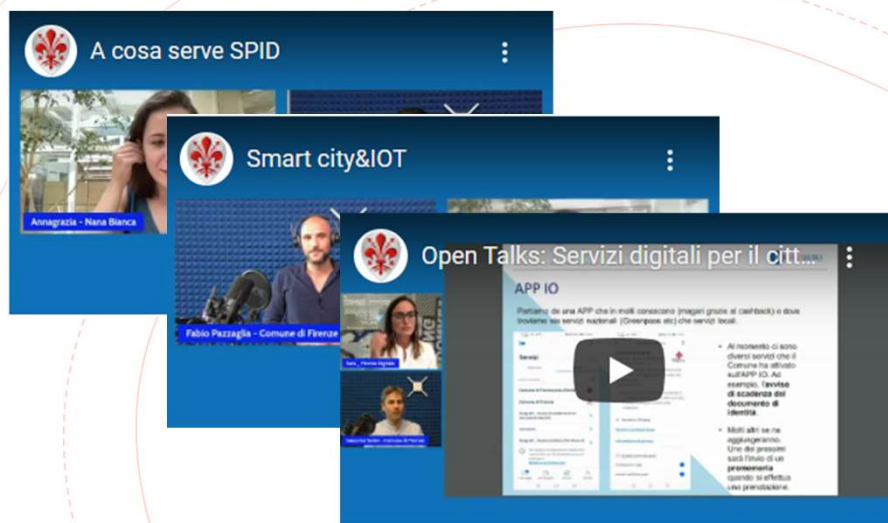 A cosa serve SPID
Annagrazia - Nana Bianca
Smart city&IOT
Fabio Pazzaglia - Comune di Firenze
Open Talks: Servizi digitali per il citt...
APP IO
Partiamo da una APP che in molti conoscono (magari grazie al cashback) e dove
troviamo sia servizi nazionali (Greenpass etc) che servizi locali.
Servizi
• Al momento ci sono
diversi servizi che il
Comune ha attivato
sull'APP IO. Ad
esempio, l'avviso
di scadenza del
documento di
identità.
• Molti altri se ne
aggiungeranno.
Uno dei prossimi
sarà l'invio di un
promemoria
quando si effettua
una prenotazione.